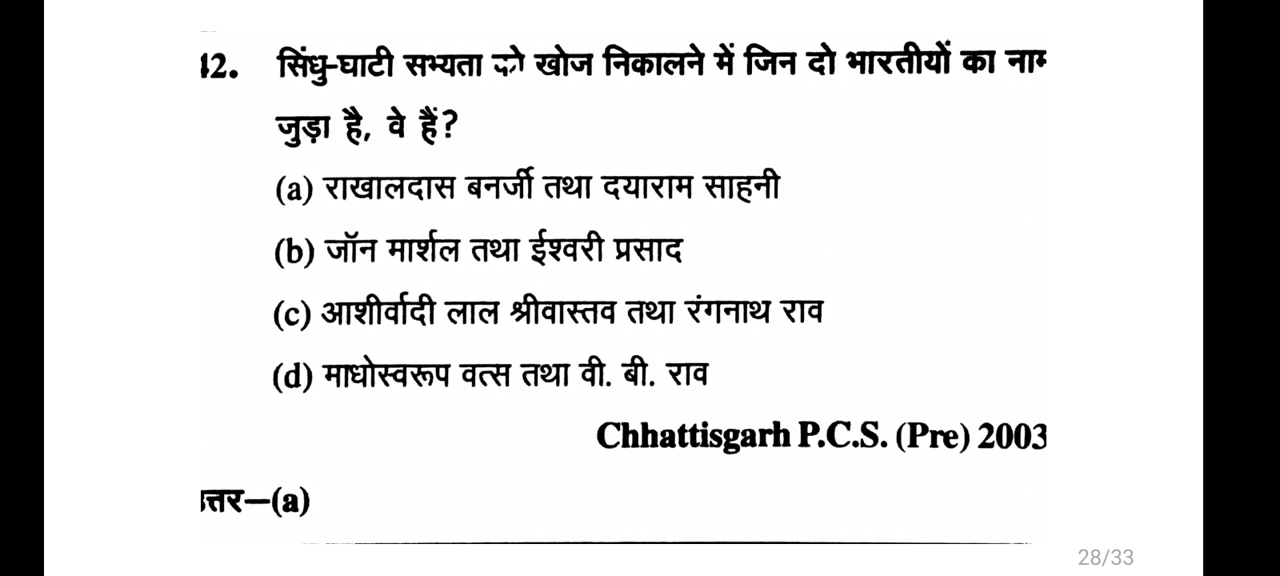 12. सिंधु-घाटी सभ्यता को खोज निकालने में जिन दो भारतीयों का नाम
जुड़ा है, वे हैं?
(a) राखालदास बनर्जी तथा दयाराम साहनी
(b) जॉन मार्शल तथा ईश्वरी प्रसाद
(c) आशीर्वादी लाल श्रीवास्तव तथा रंगनाथ राव
(d) माधोस्वरूप वत्स तथा वी. बी. राव
Chhattisgarh P.C.S. (Pre) 2003
उत्तर–(a)
28/33